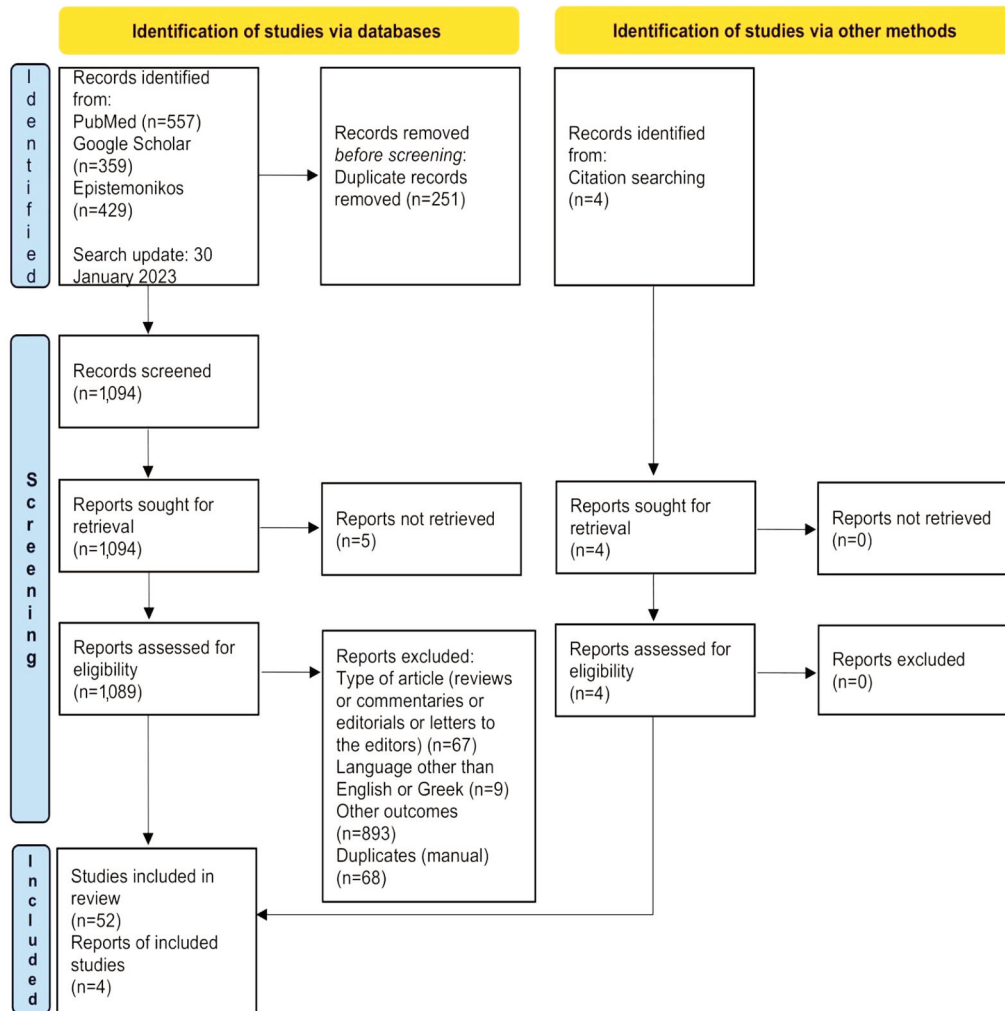 Identification of studies via databases
Identification of studies via other methods
Identified
Records identified
from:
PubMed (n=557)
Google Scholar
(n=359)
Epistemonikos
(n=429)
Search update: 30
January 2023
Records removed
before screening:
Duplicate records
removed (n=251)
Records identified
from:
Citation searching
(n=4)
Screening
Records screened
(n=1,094)
Reports sought for
retrieval
(n=1,094)
Reports not retrieved
(n=5)
Reports sought for
retrieval
(n=4)
Reports not retrieved
(n=0)
Reports assessed for
eligibility
(n=1,089)
Reports excluded:
Type of article (reviews
or commentaries or
editorials or letters to
the editors) (n=67)
Language other than
English or Greek (n=9)
Other outcomes
(n=893)
Duplicates (manual)
(n=68)
Reports assessed for
eligibility
(n=4)
Reports excluded
(n=0)
Included
Studies included in
review
(n=52)
Reports of included
studies
(n=4)